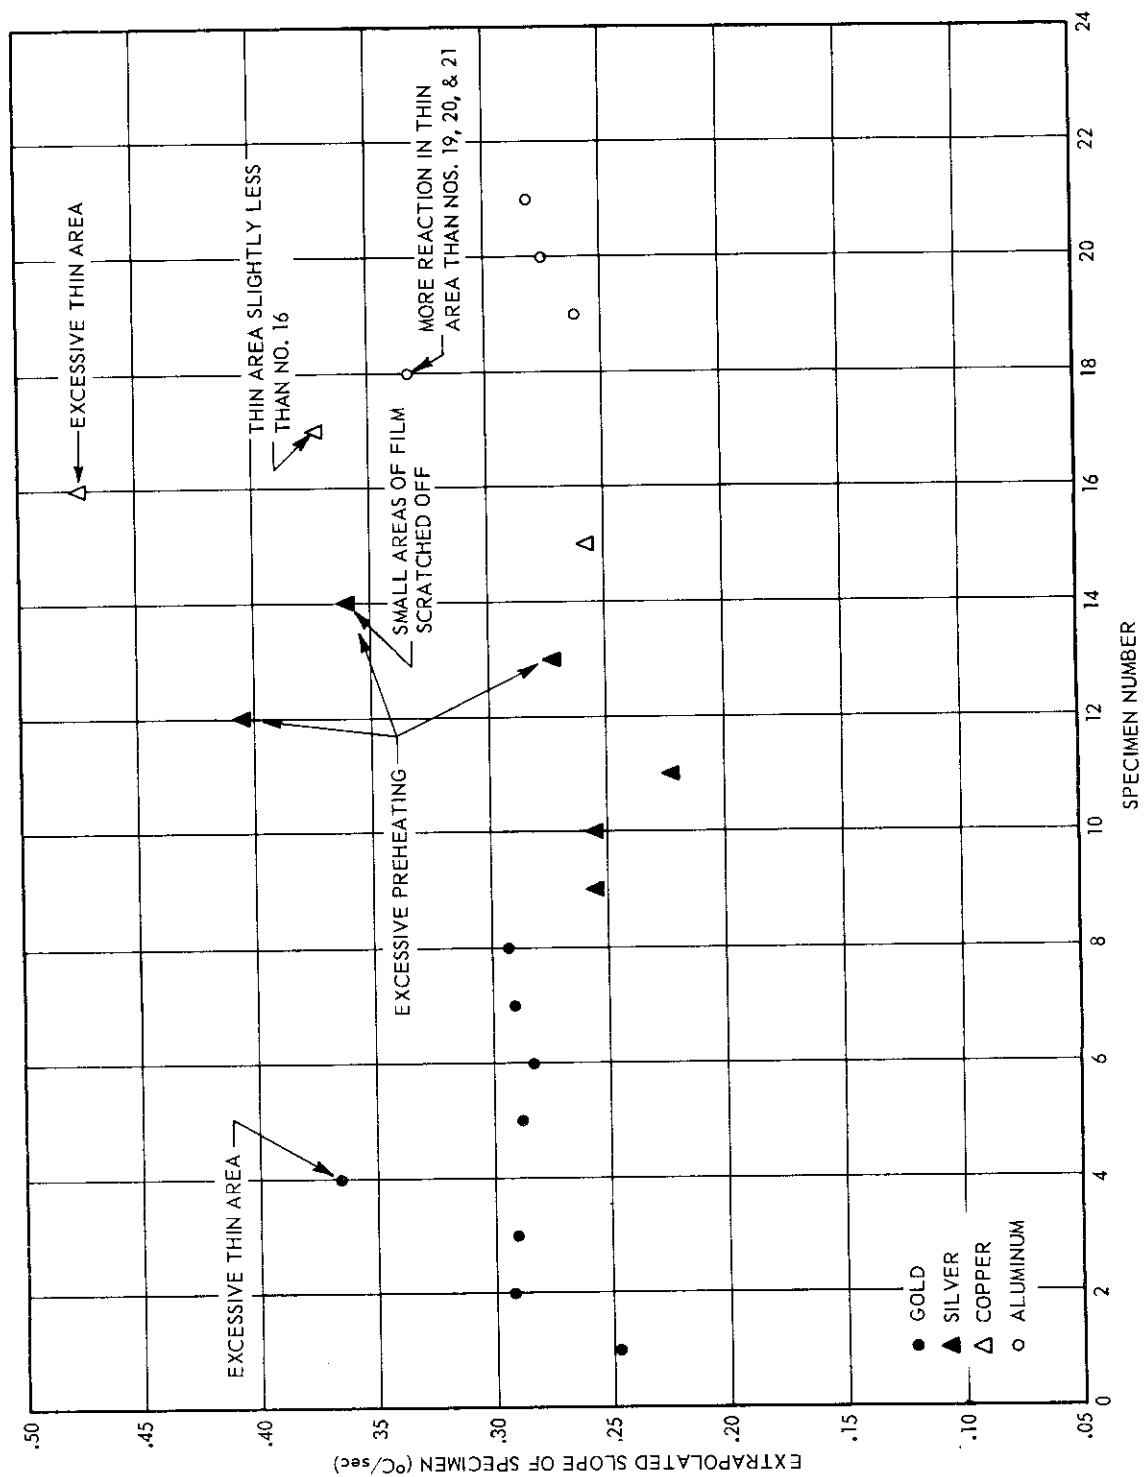 EXTRAPOLATED SLOPE OF SPECIMEN (°C/sec)
.50
.45
.40
.35
.30
.25
.20
.15
.10
.05
EXCESSIVE THIN AREA
EXCESSIVE PREHEATING
SMALL AREAS OF FILM
SCRATCHED OFF
THIN AREA SLIGHTLY LESS
THAN NO. 16
EXCESSIVE THIN AREA
MORE REACTION IN THIN
AREA THAN NOS. 19, 20, & 21
GOLD
SILVER
COPPER
ALUMINUM
0
2
4
6
8
10
12
14
16
18
20
22
24
SPECIMEN NUMBER